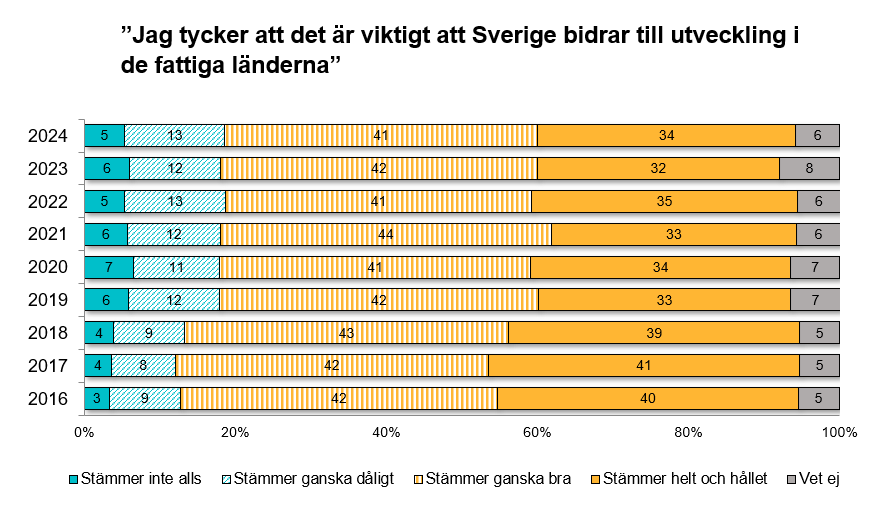 ”Jag tycker att det är viktigt att Sverige bidrar till utveckling i
de fattiga länderna”
2024 5 13 41 34 6
2023 6 12 42 32 8
2022 5 13 41 35 6
2021 6 12 44 33 6
2020 7 11 41 34 7
2019 6 12 42 33 7
2018 4 9 43 39 5
2017 4 8 42 41 5
2016 3 9 42 40 5
0% 20% 40% 60% 80% 100%
Stämmer inte alls Stämmer ganska dåligt Stämmer ganska bra Stämmer helt och hållet Vet ej